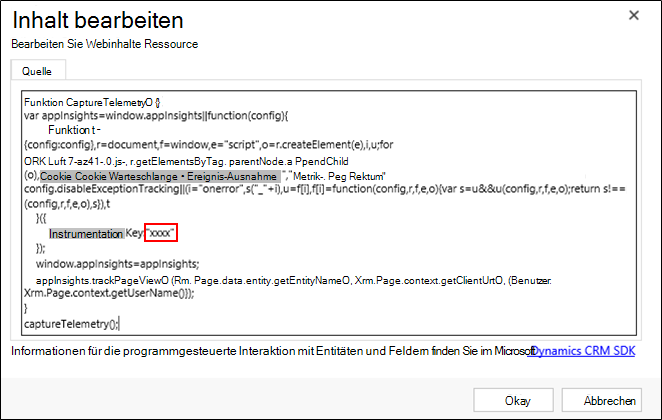 Inhalt bearbeiten
Bearbeiten Sie Webinhalte Ressource
Quelle
Funktion CaptureTelemetryO {}
var appInsights=window.appInsights||function(config){
Funktion t -
{config:config},r=document,f=window,e="script",o=r.createElement(e),i,u;for
ORK Luft 7-az41-.0.js-, r.getElementsByTag. parentNode.a PpendChild
(o),Cookie Cookie Warteschlange • Ereignis-Ausnahme ","Metrik-. Peg Rektum"
config.disableExceptionTracking||(i="onerror",s("_"+i),u=f[i],f[i]=function(config,r,f,e,o){var s=u&&u(config,r,f,e,o);return s!==
(config,r,f,e,o),s}),t
}({
Instrumentation Key:"xxxx"
});
window.appInsights=appInsights;
appInsights.trackPageViewO (Rm. Page.data.entity.getEntityNameO, Xrm.Page.context.getClientUrtO, (Benutzer.
Xrm.Page.context.getUserName()});
}
captureTelemetry();
Informationen für die programmgesteuerte Interaktion mit Entitäten und Feldern finden Sie im Microsoft Dynamics CRM SDK
Okay
Abbrechen